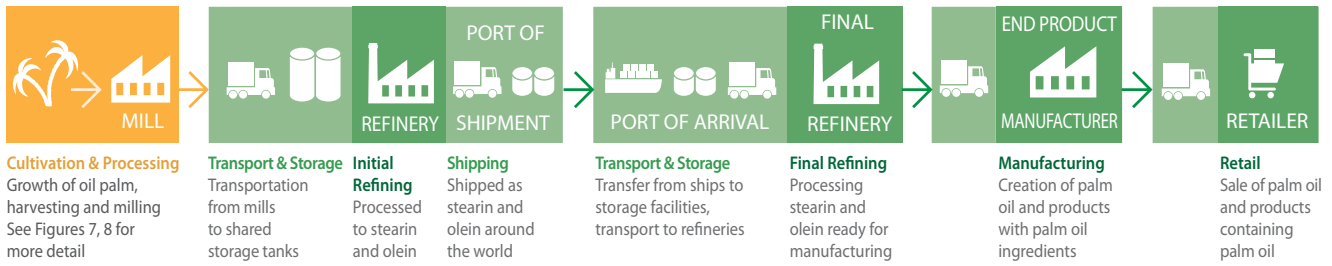 MILL
REFINERY
PORT OF
SHIPMENT
PORT OF ARRIVAL
FINAL
REFINERY
END PRODUCT
MANUFACTURER
RETAILER
Cultivation & Processing
Growth of oil palm,
harvesting and milling
See Figures 7, 8 for
more detail
Transport & Storage
Transportation
from mills
to shared
storage tanks
Initial
Refining
Processed
to stearin
and olein
Shipping
Shipped as
stearin and
olein around
the world
Transport & Storage
Transfer from ships to
storage facilities,
transport to refineries
Final Refining
Processing
stearin and
olein ready for
manufacturing
Manufacturing
Creation of palm
oil and products
with palm oil
ingredients
Retail
Sale of palm oil
and products
containing
palm oil